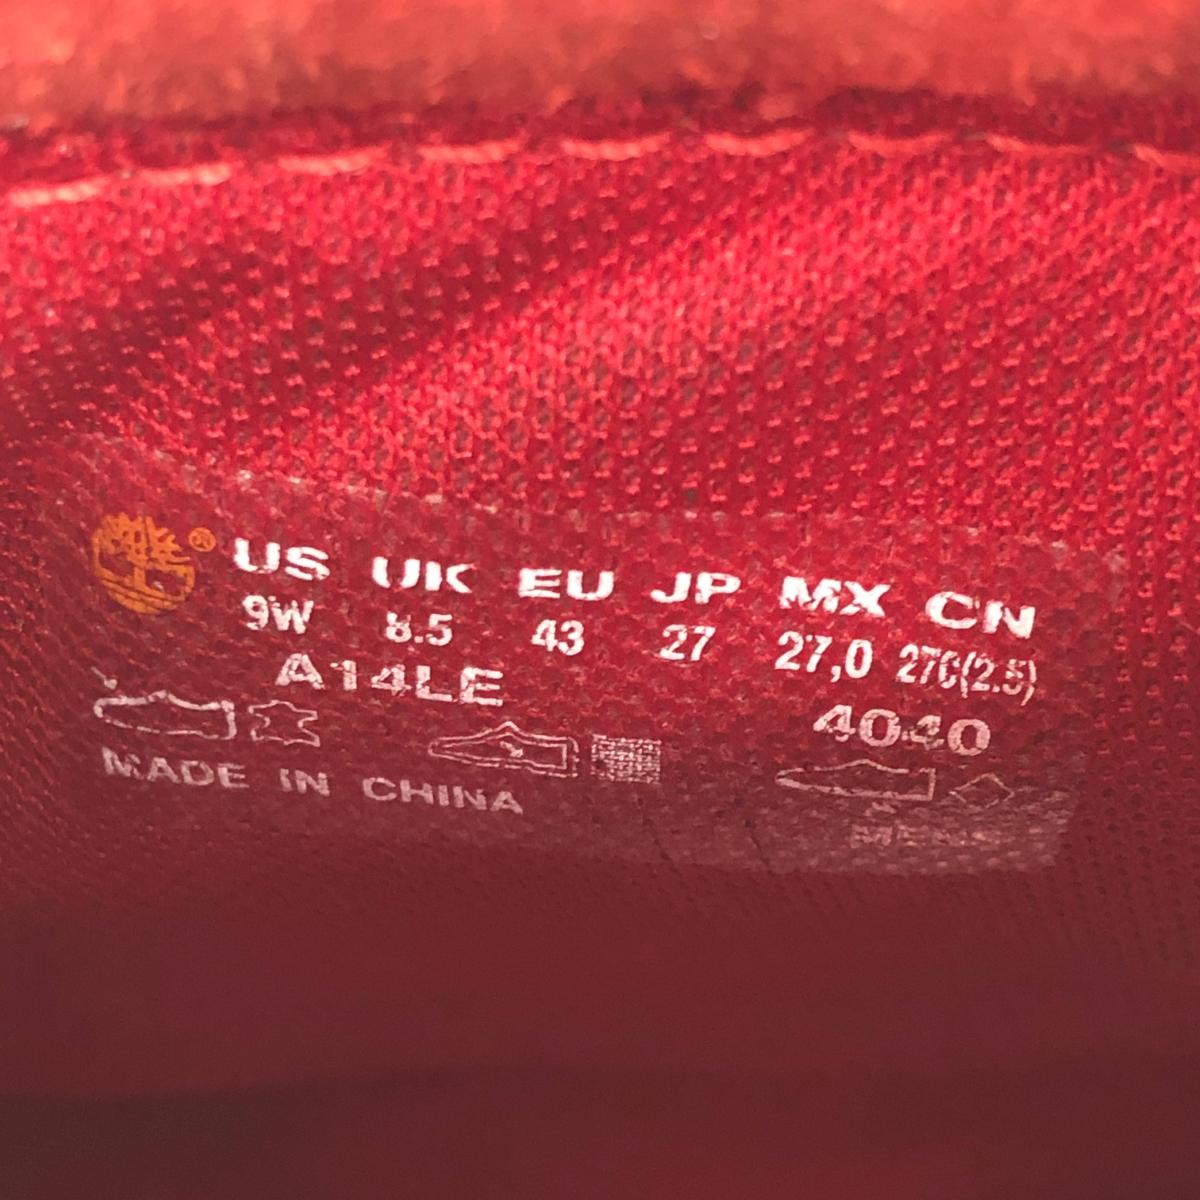 ® US UK EU JP MX CN
9W 8.5 43 27 27,0 270(2.5)
A14LE 4040
MADE IN CHINA